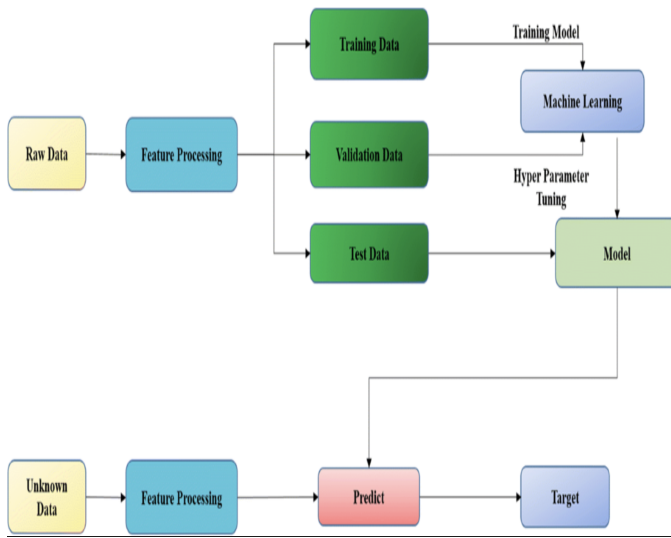 Training Data
Training Model
Machine Learning
Raw Data
Feature Processing
Validation Data
Hyper Parameter
Tuning
Test Data
Model
Unknown
Data
Feature Processing
Predict
Target